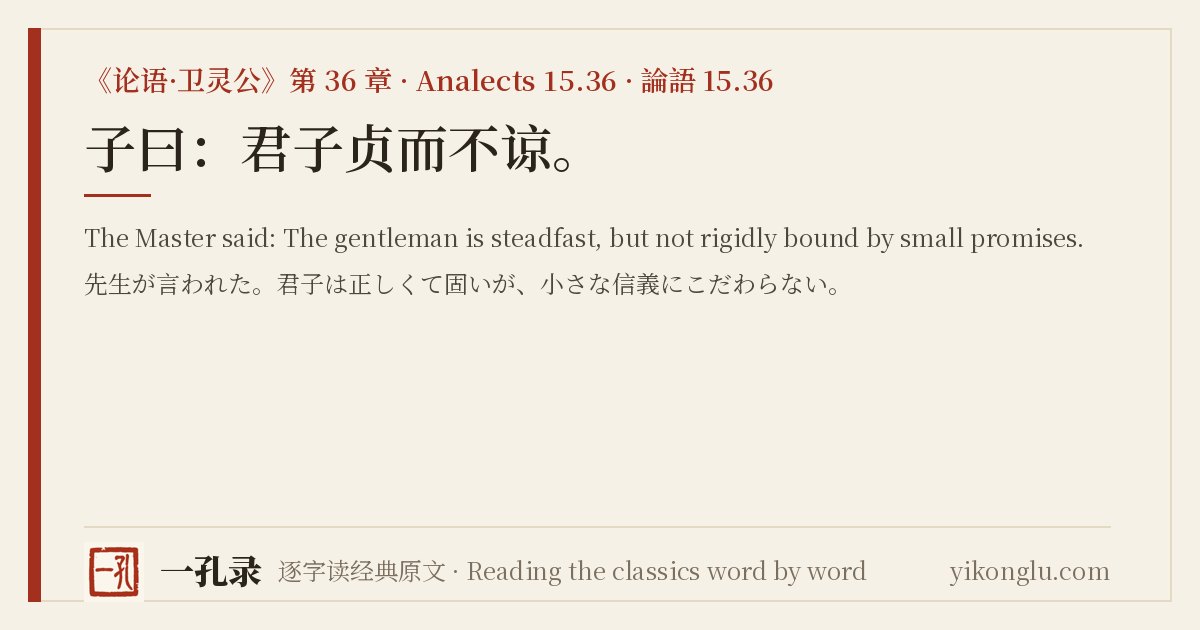 《论语·卫灵公》第 36 章 · Analects 15.36 · 論語 15.36
子曰：君子贞而不谅。
The Master said: The gentleman is steadfast, but not rigidly bound by small promises.
先生が言われた。君子は正しくて固いが、小さな信義にこだわらない。
一孔
一孔录 逐字读经典原文 · Reading the classics word by word yikonglu.com